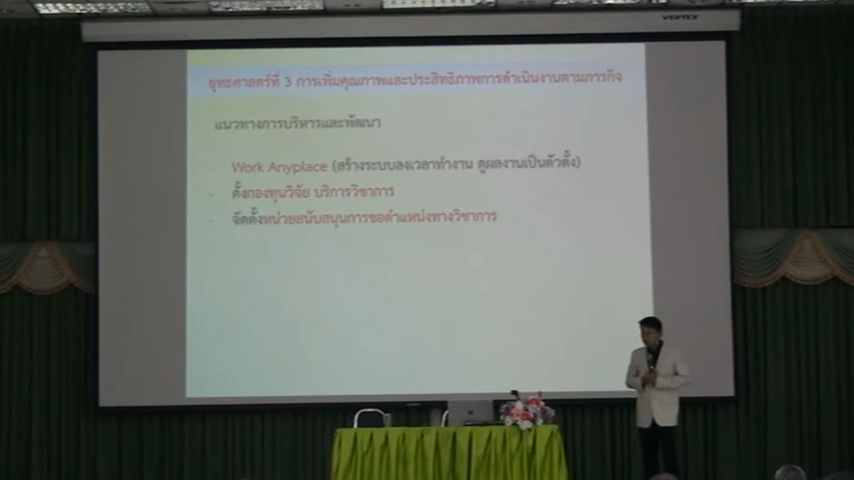 VERTEX
ยุทธศาสตร์ที่ 3 การเพิ่มคุณภาพและประสิทธิภาพการดำเนินงานตามภารกิจ
แนวทางการบริหารและพัฒนา
- Work Anyplace (สร้างระบบลงเวลาทำงาน ดูผลงานเป็นตัวตั้ง)
- ตั้งกองทุนวิจัย บริการวิชาการ
- จัดตั้งหน่วยสนับสนุนการขอตำแหน่งทางวิชาการ